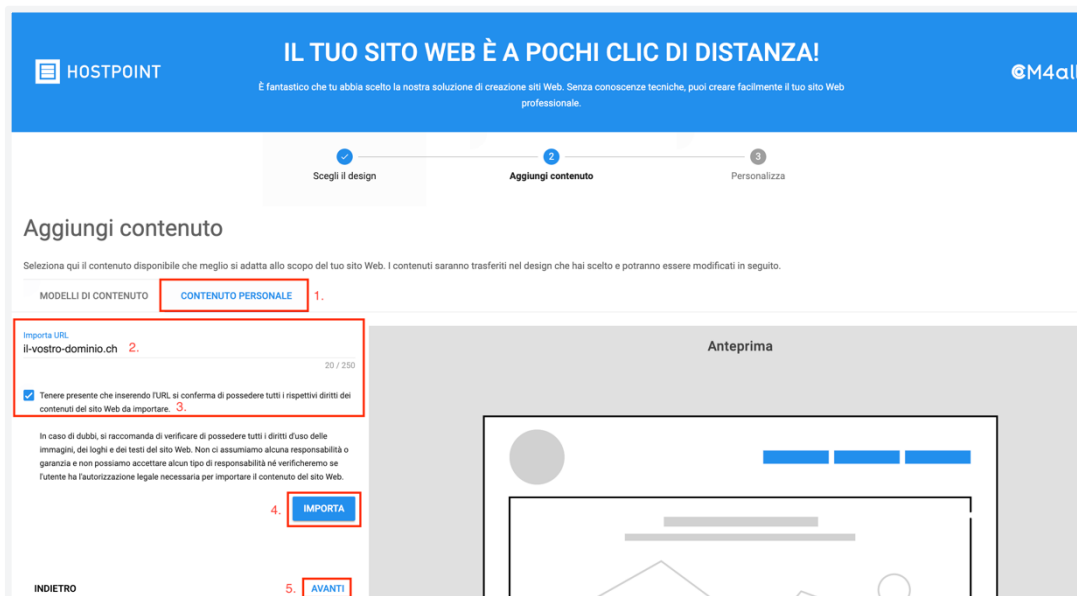 HOSTPOINT
IL TUO SITO WEB È A POCHI CLIC DI DISTANZA!
È fantastico che tu abbia scelto la nostra soluzione di creazione siti Web. Senza conoscenze tecniche, puoi creare facilmente il tuo sito Web
professionale.
CM4all
2
3
Scegli il design
Aggiungi contenuto
Personalizza
Aggiungi contenuto
Seleziona qui il contenuto disponibile che meglio si adatta allo scopo del tuo sito Web. I contenuti saranno trasferiti nel design che hai scelto e potranno essere modificati in seguito.
MODELLI DI CONTENUTO
CONTENUTO PERSONALE
1.
Importa URL
il-vostro-dominio.ch 2.
20 / 250
Tenere presente che inserendo l'URL si conferma di possedere tutti i rispettivi diritti dei
contenuti del sito Web da importare. 3.
In caso di dubbi, si raccomanda di verificare di possedere tutti i diritti d'uso delle
immagini, dei loghi e dei testi del sito Web. Non ci assumiamo alcuna responsabilità o
garanzia e non possiamo accettare alcun tipo di responsabilità né verificheremo se
l'utente ha l'autorizzazione legale necessaria per importare il contenuto del sito Web.
4. IMPORTA
INDIETRO
5. AVANTI
Anteprima